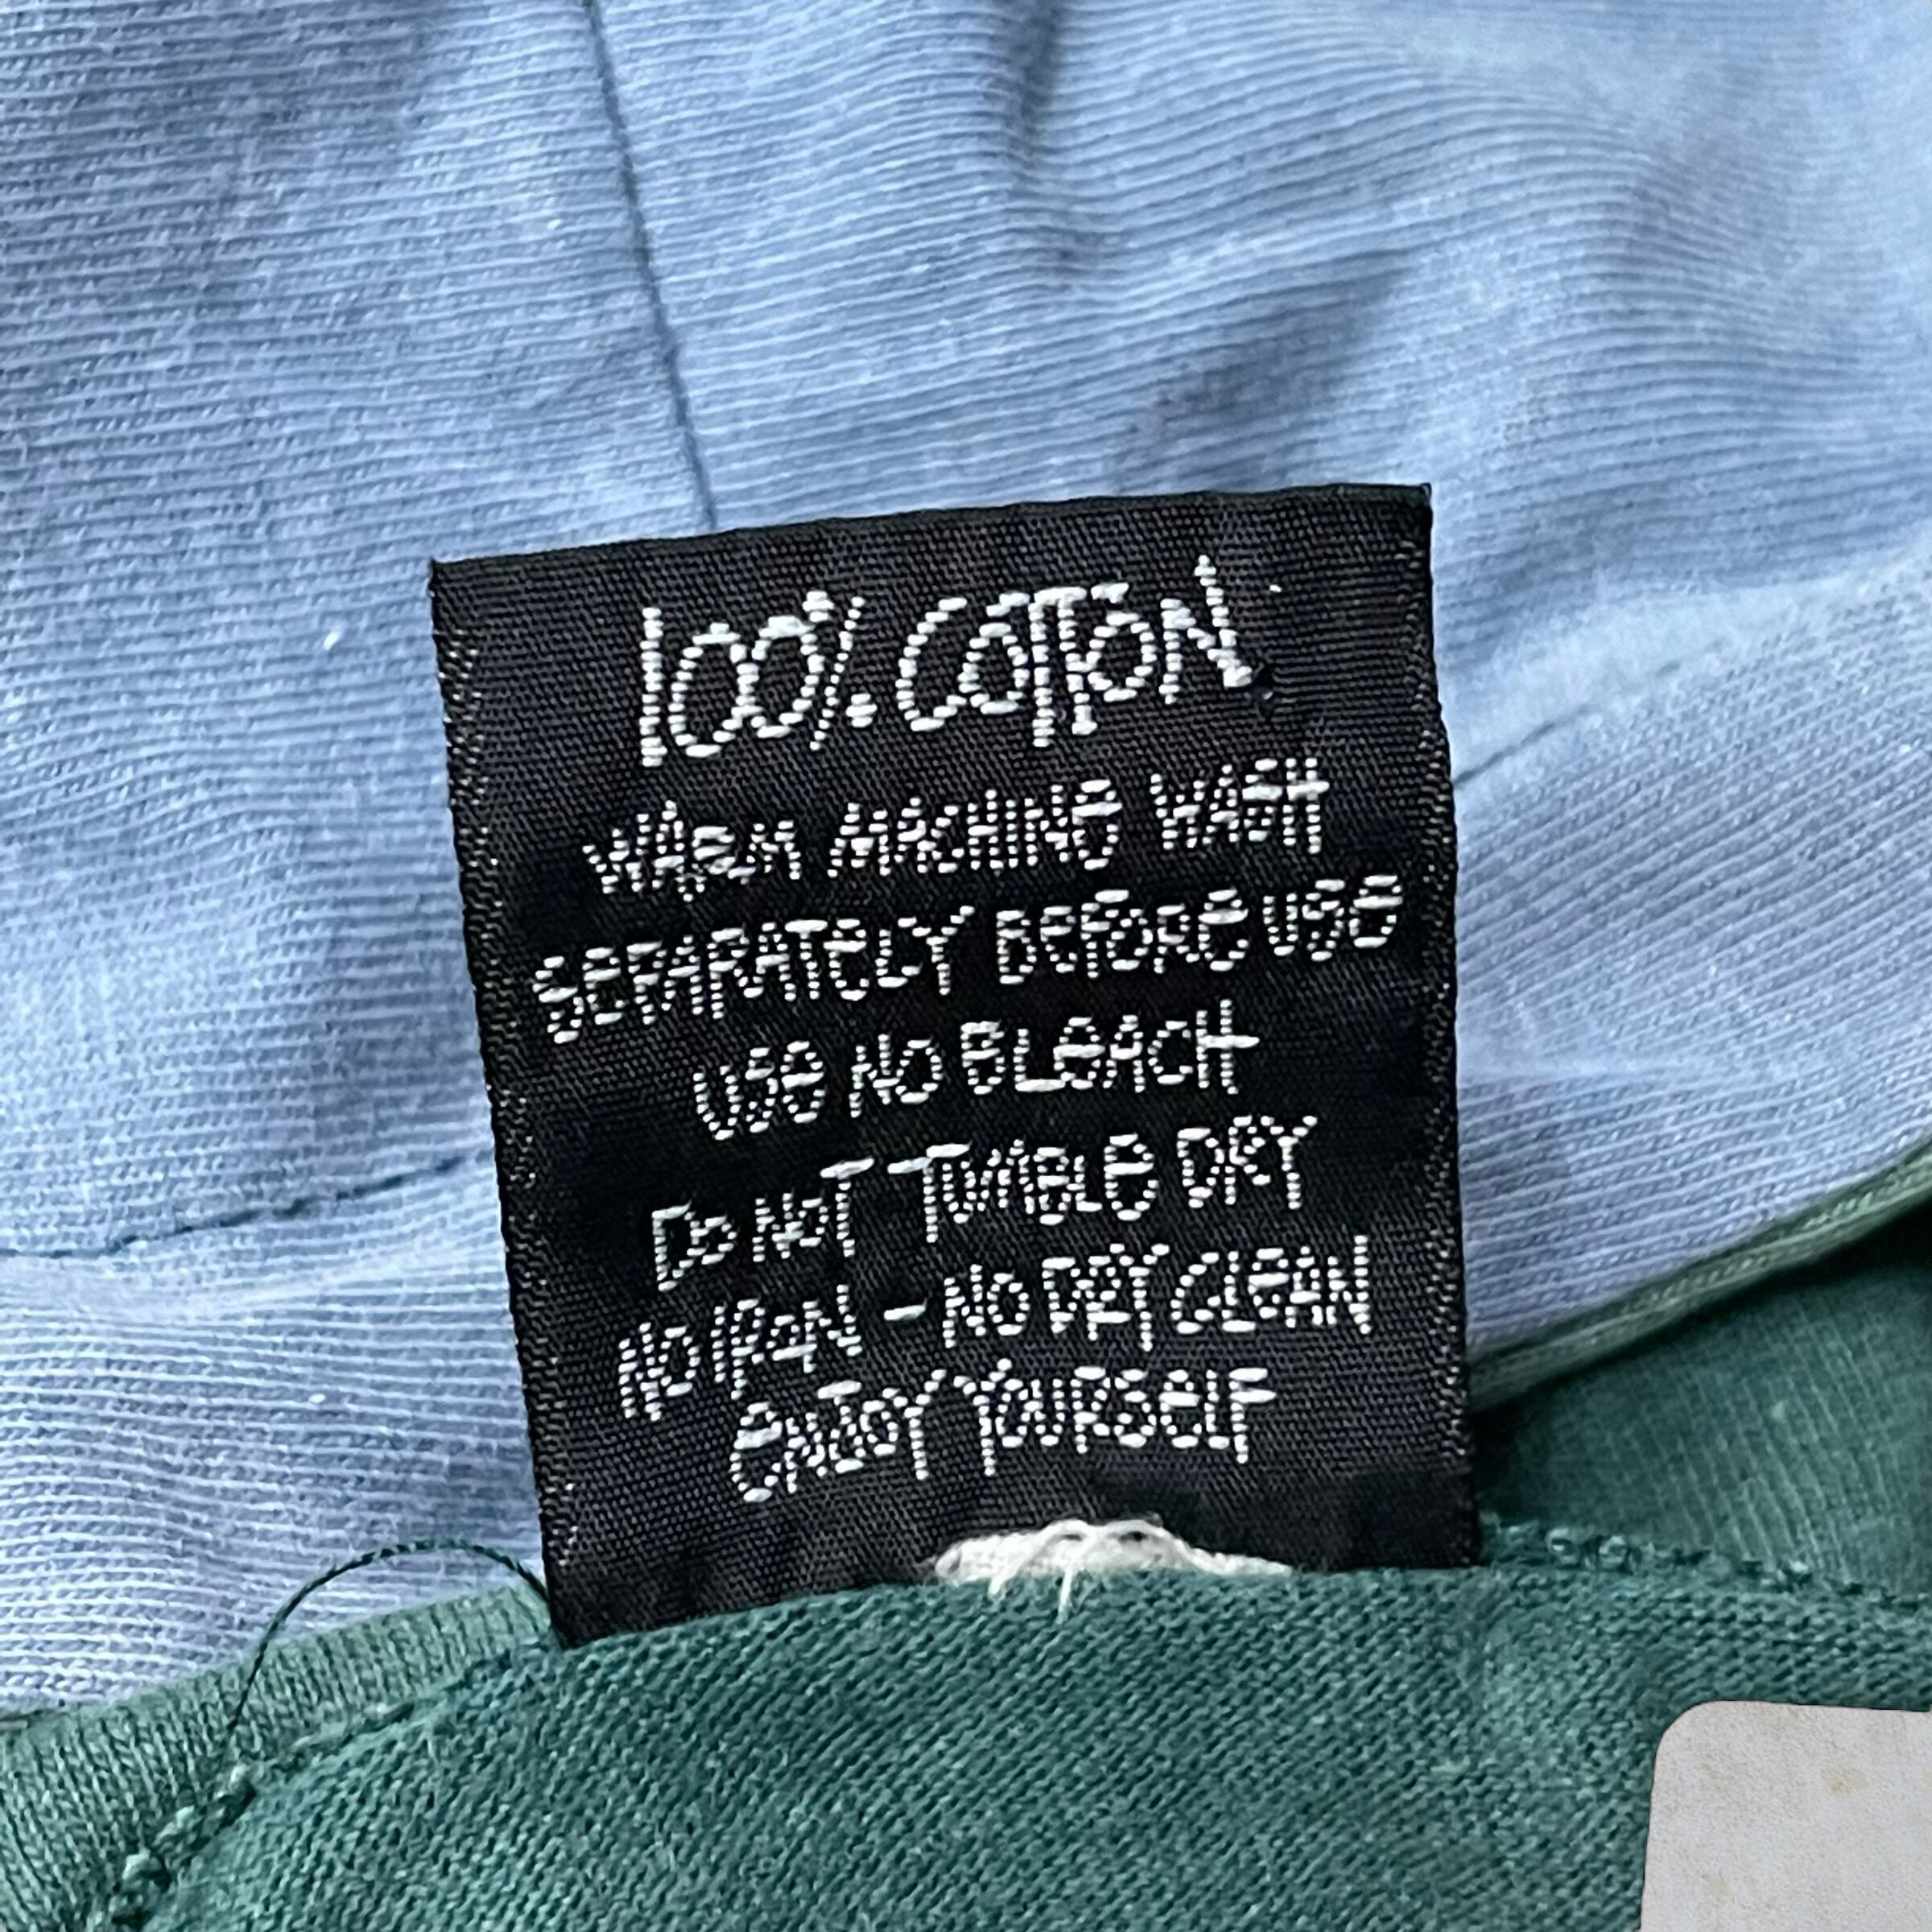 100% COTTON
WARM MACHINE WASH
SEPARATELY BEFORE USE
USE NO BLEACH
DO NOT TUMBLE DRY
NO IRON - NO DRY CLEAN
ENJOY YOURSELF